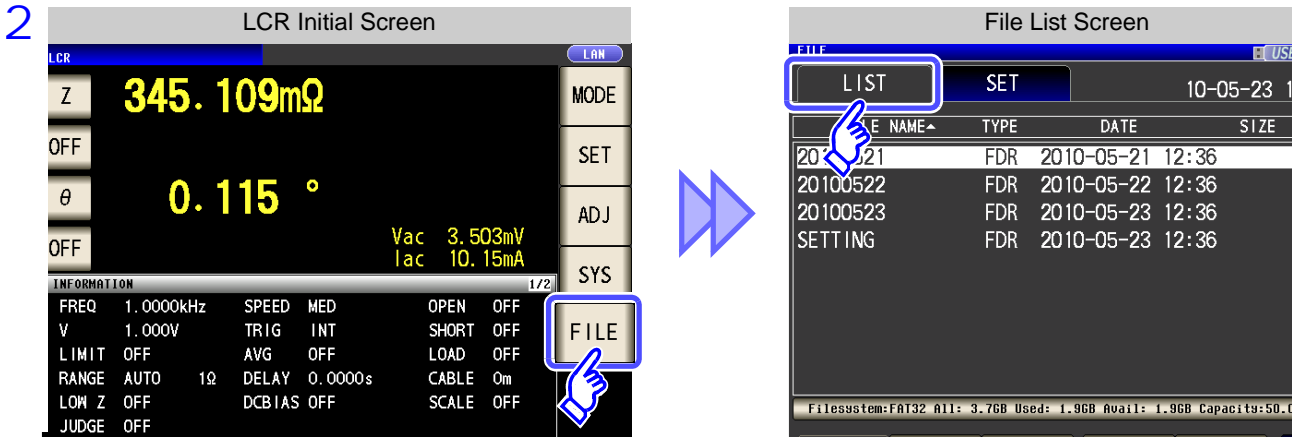 2
LCR Initial Screen
LCR
LAN
Z
345.109mΩ
MODE
OFF
SET
θ
0.115 °
ADJ
OFF
Vac 3.503mV
Iac 10.15mA
SYS
INFORMATION 1/2
FREQ 1.0000kHz SPEED MED OPEN OFF
V 1.000V TRIG INT SHORT OFF
FILE
LIMIT OFF AVG OFF LOAD OFF
RANGE AUTO 1Ω DELAY 0.0000s CABLE 0m
LOW Z OFF DCBIAS OFF SCALE OFF
JUDGE OFF
File List Screen
FILE
LIST SET 10-05-23 1
NAME TYPE DATE SIZE
FDR 2010-05-21 12:36
20100522 FDR 2010-05-22 12:36
20100523 FDR 2010-05-23 12:36
SETTING FDR 2010-05-23 12:36
Filesystem:FAT32 All: 3.7GB Used: 1.9GB Avail: 1.9GB Capacity:50.0